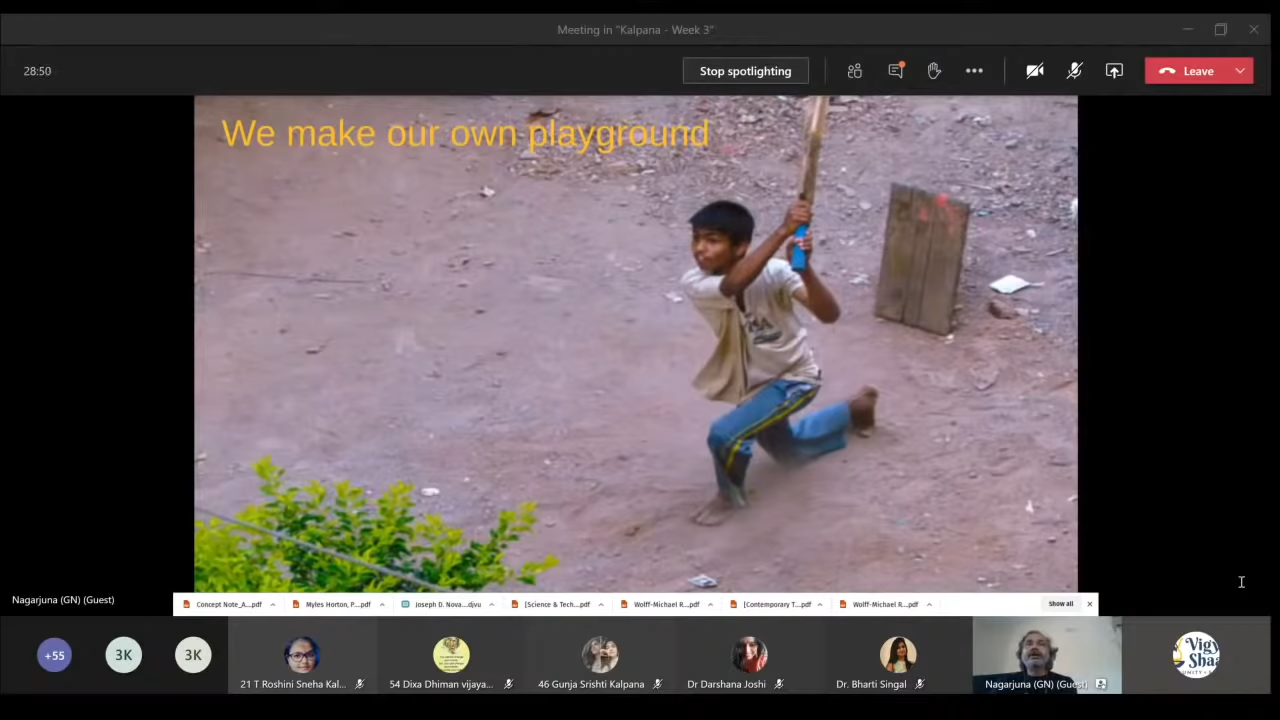 Meeting in "Kalpana - Week 3"
28:50
Stop spotlighting
Leave
We make our own playground
Nagarjuna (GN) (Guest)
Concept Note_A....pdf
Myles Horton, P....pdf
Joseph D. Nova....djvu
[Science & Tech....pdf
Wolff-Michael R....pdf
[Contemporary T....pdf
Wolff-Michael R....pdf
Show all
+55
3K
3K
21 T Roshini Sneha Kal...
54 Dixa Dhiman vijaya...
46 Gunja Srishti Kalpana
Dr Darshana Joshi
Dr. Bharti Singal
Nagarjuna (GN) (Guest)
Vigy
Shaa